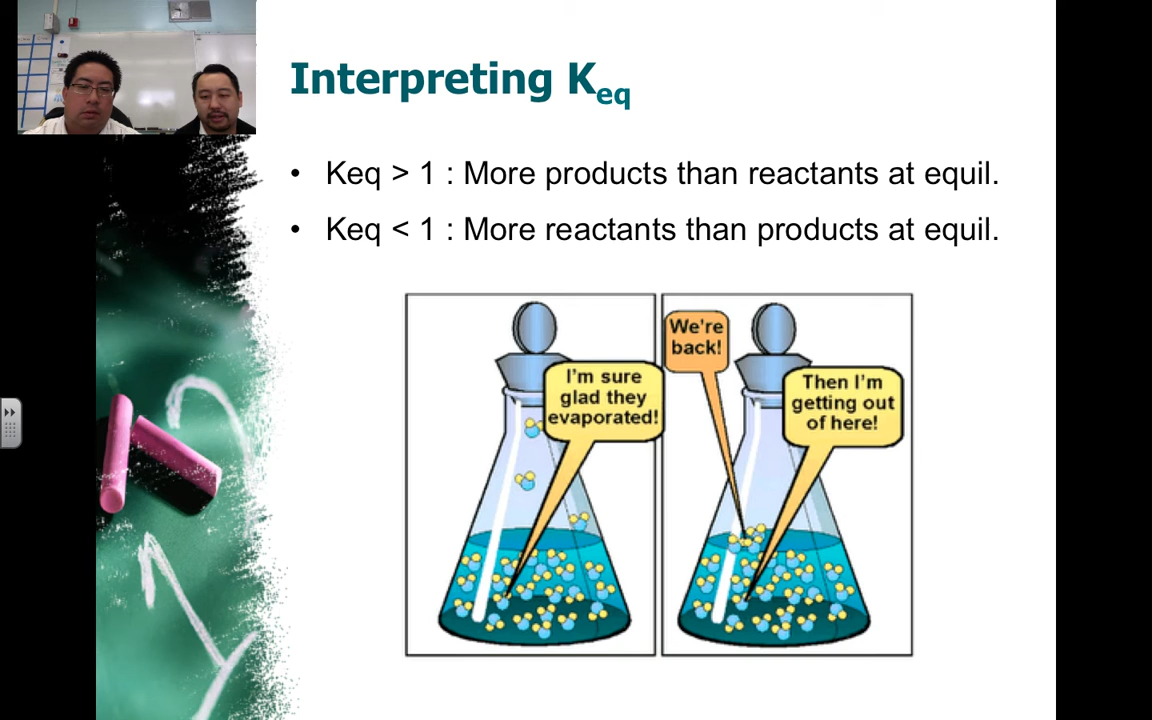 Interpreting Keq
• Keq > 1 : More products than reactants at equil.
• Keq < 1 : More reactants than products at equil.
I'm sure
glad they
evaporated!
We're
back!
Then I'm
getting out
of here!